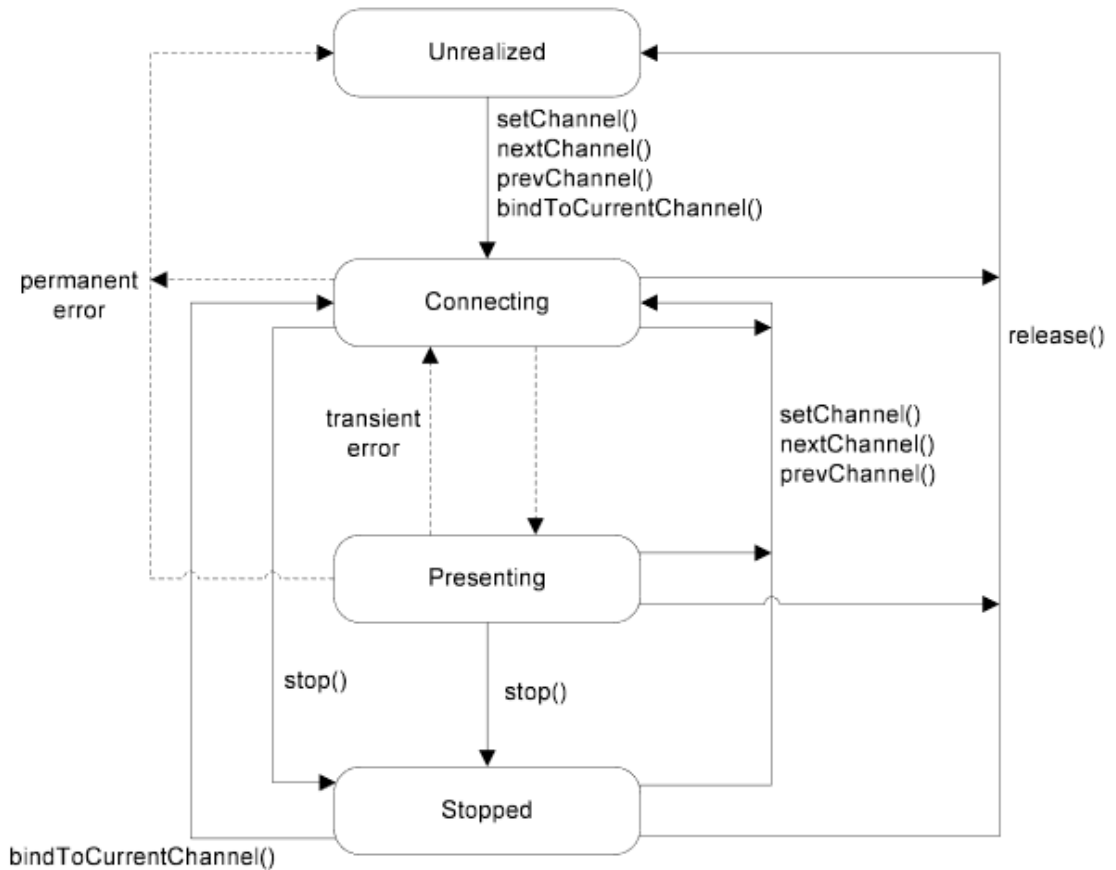 Unrealized
setChannel()
nextChannel()
prevChannel()
bindToCurrentChannel()
permanent
error
Connecting
release()
transient
error
setChannel()
nextChannel()
prevChannel()
Presenting
stop()
stop()
Stopped
bindToCurrentChannel()